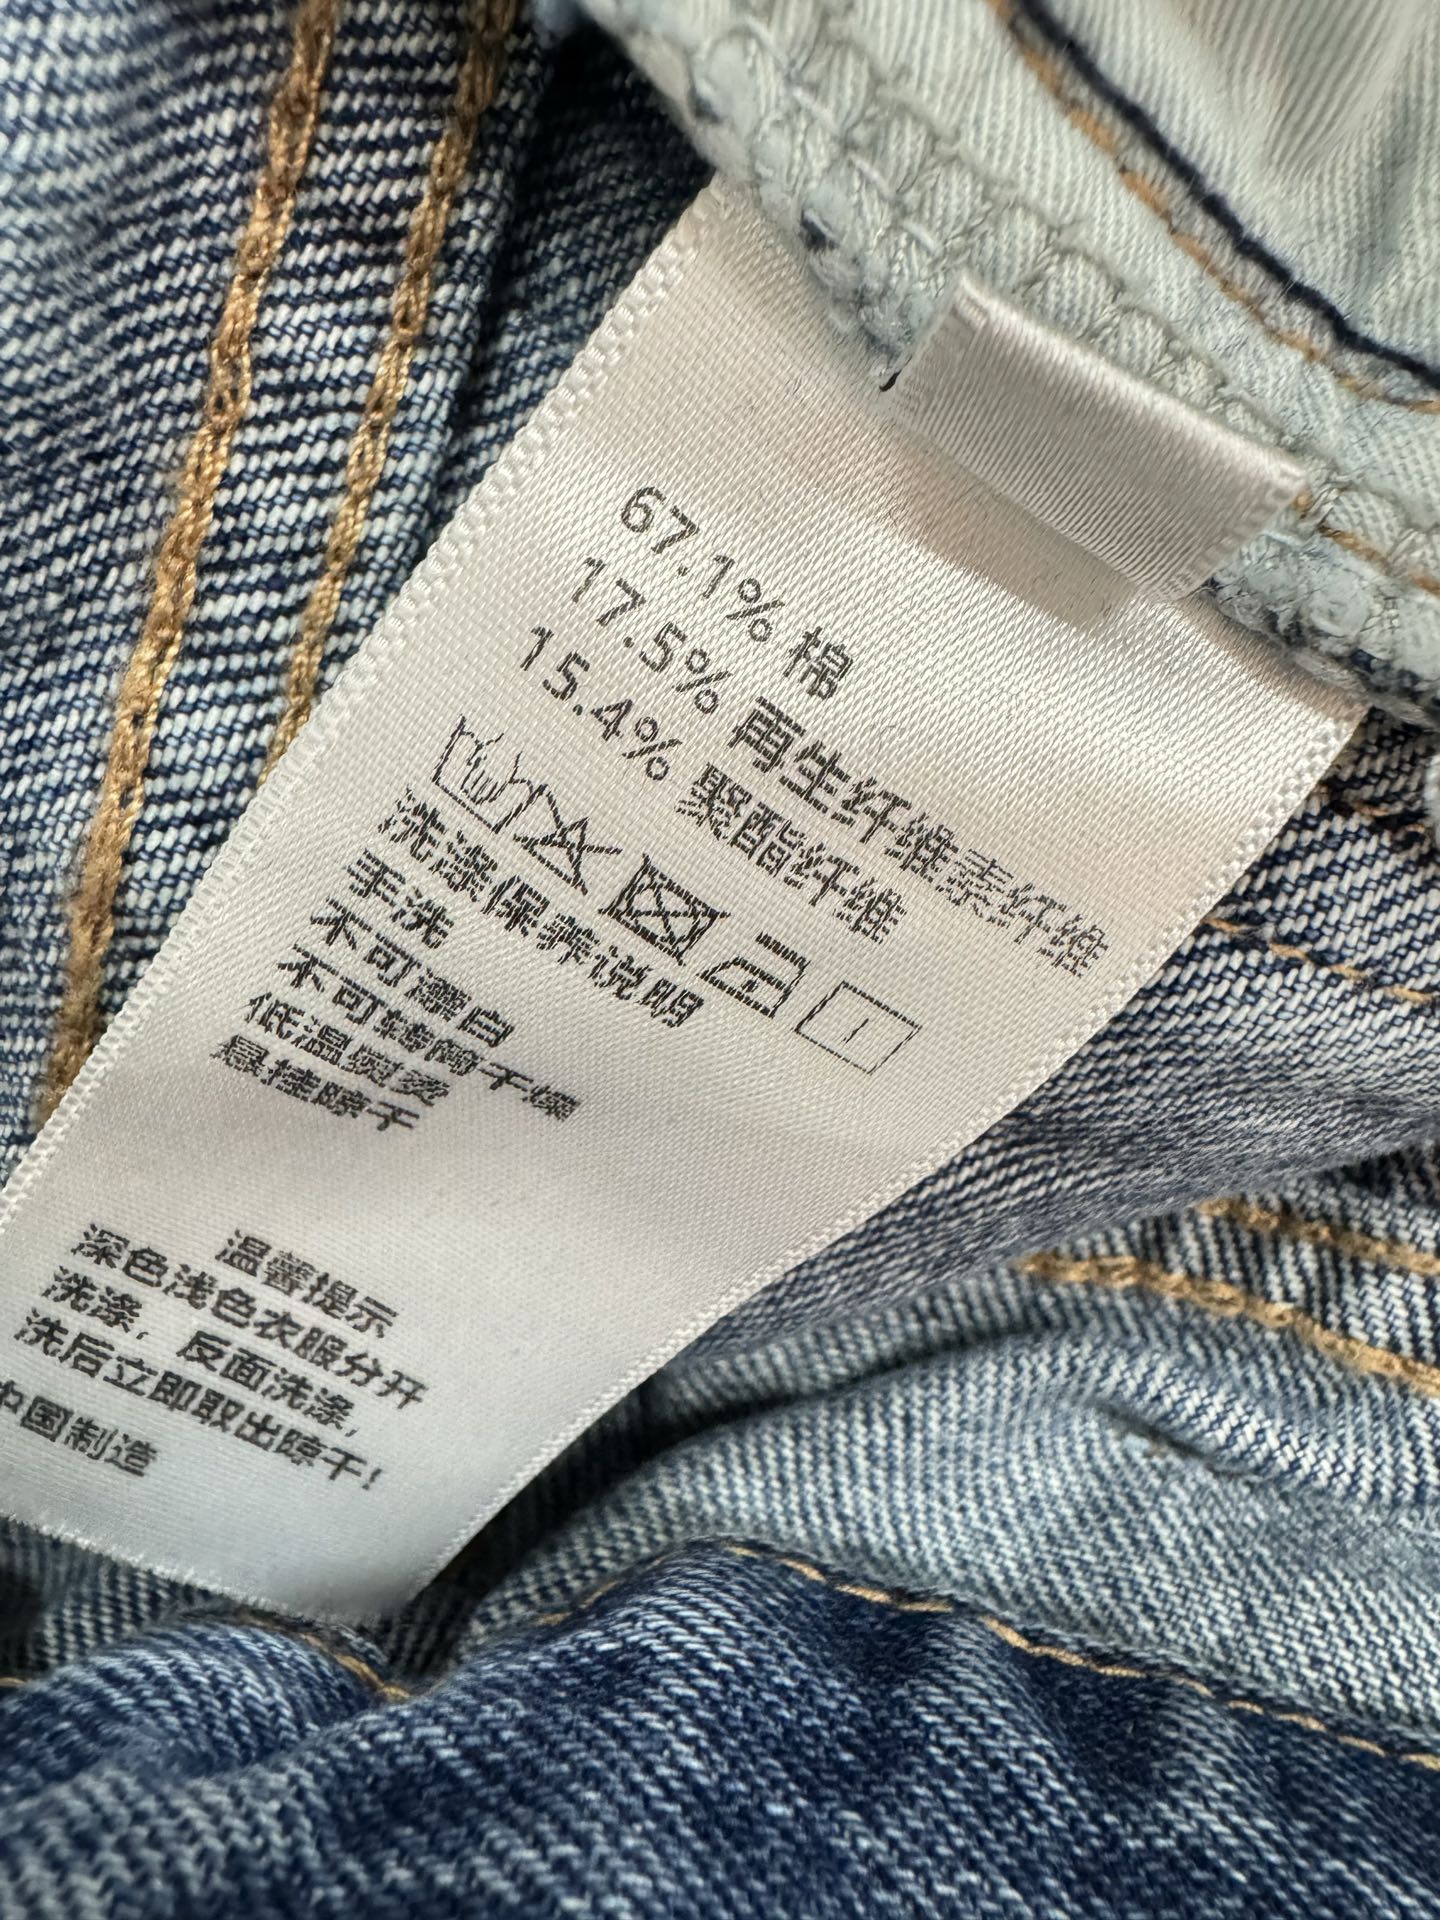 67.1% 棉
17.5% 再生纤维素纤维
15.4% 聚酯纤维
洗涤保养说明
手洗
不可漂白
不可转筒干燥
低温熨烫
悬挂晾干
温馨提示
深色浅色衣服分开
洗涤，反面洗涤，
洗后立即取出晾干！
中国制造